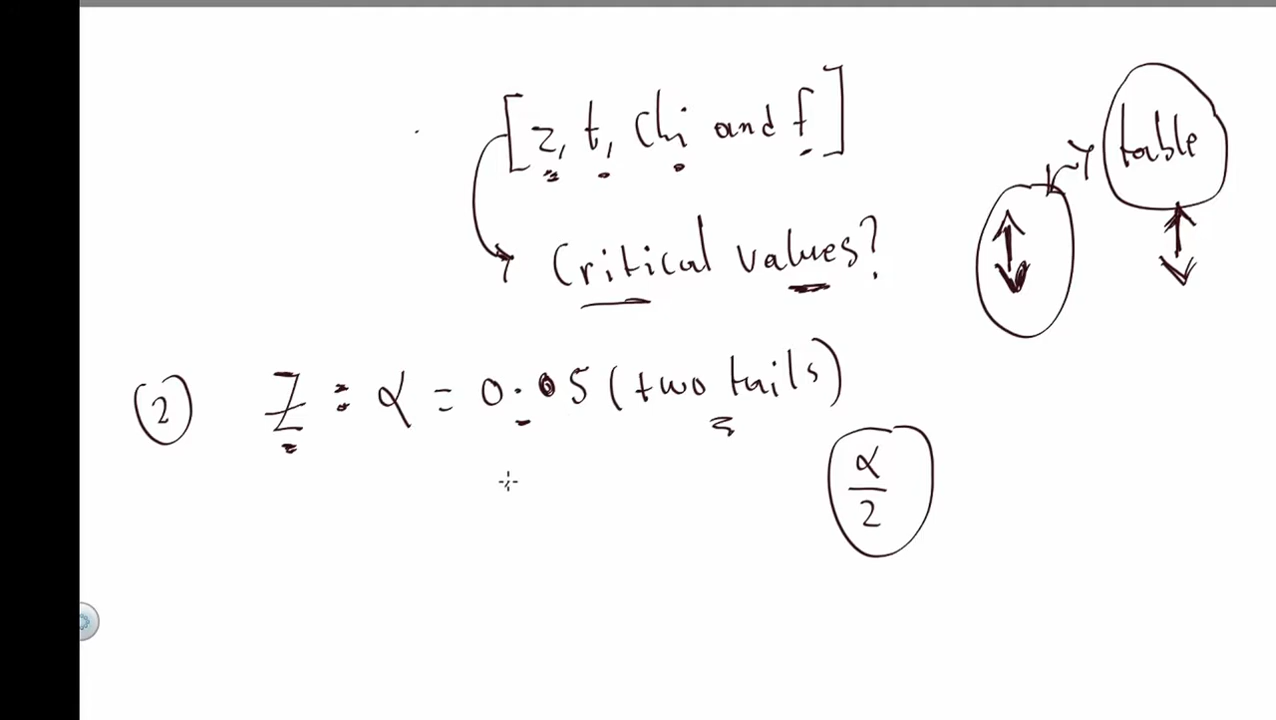 [z, t, Chi and f]
table
Critical values?
② Z : α = 0.05 (two tails)
α/2